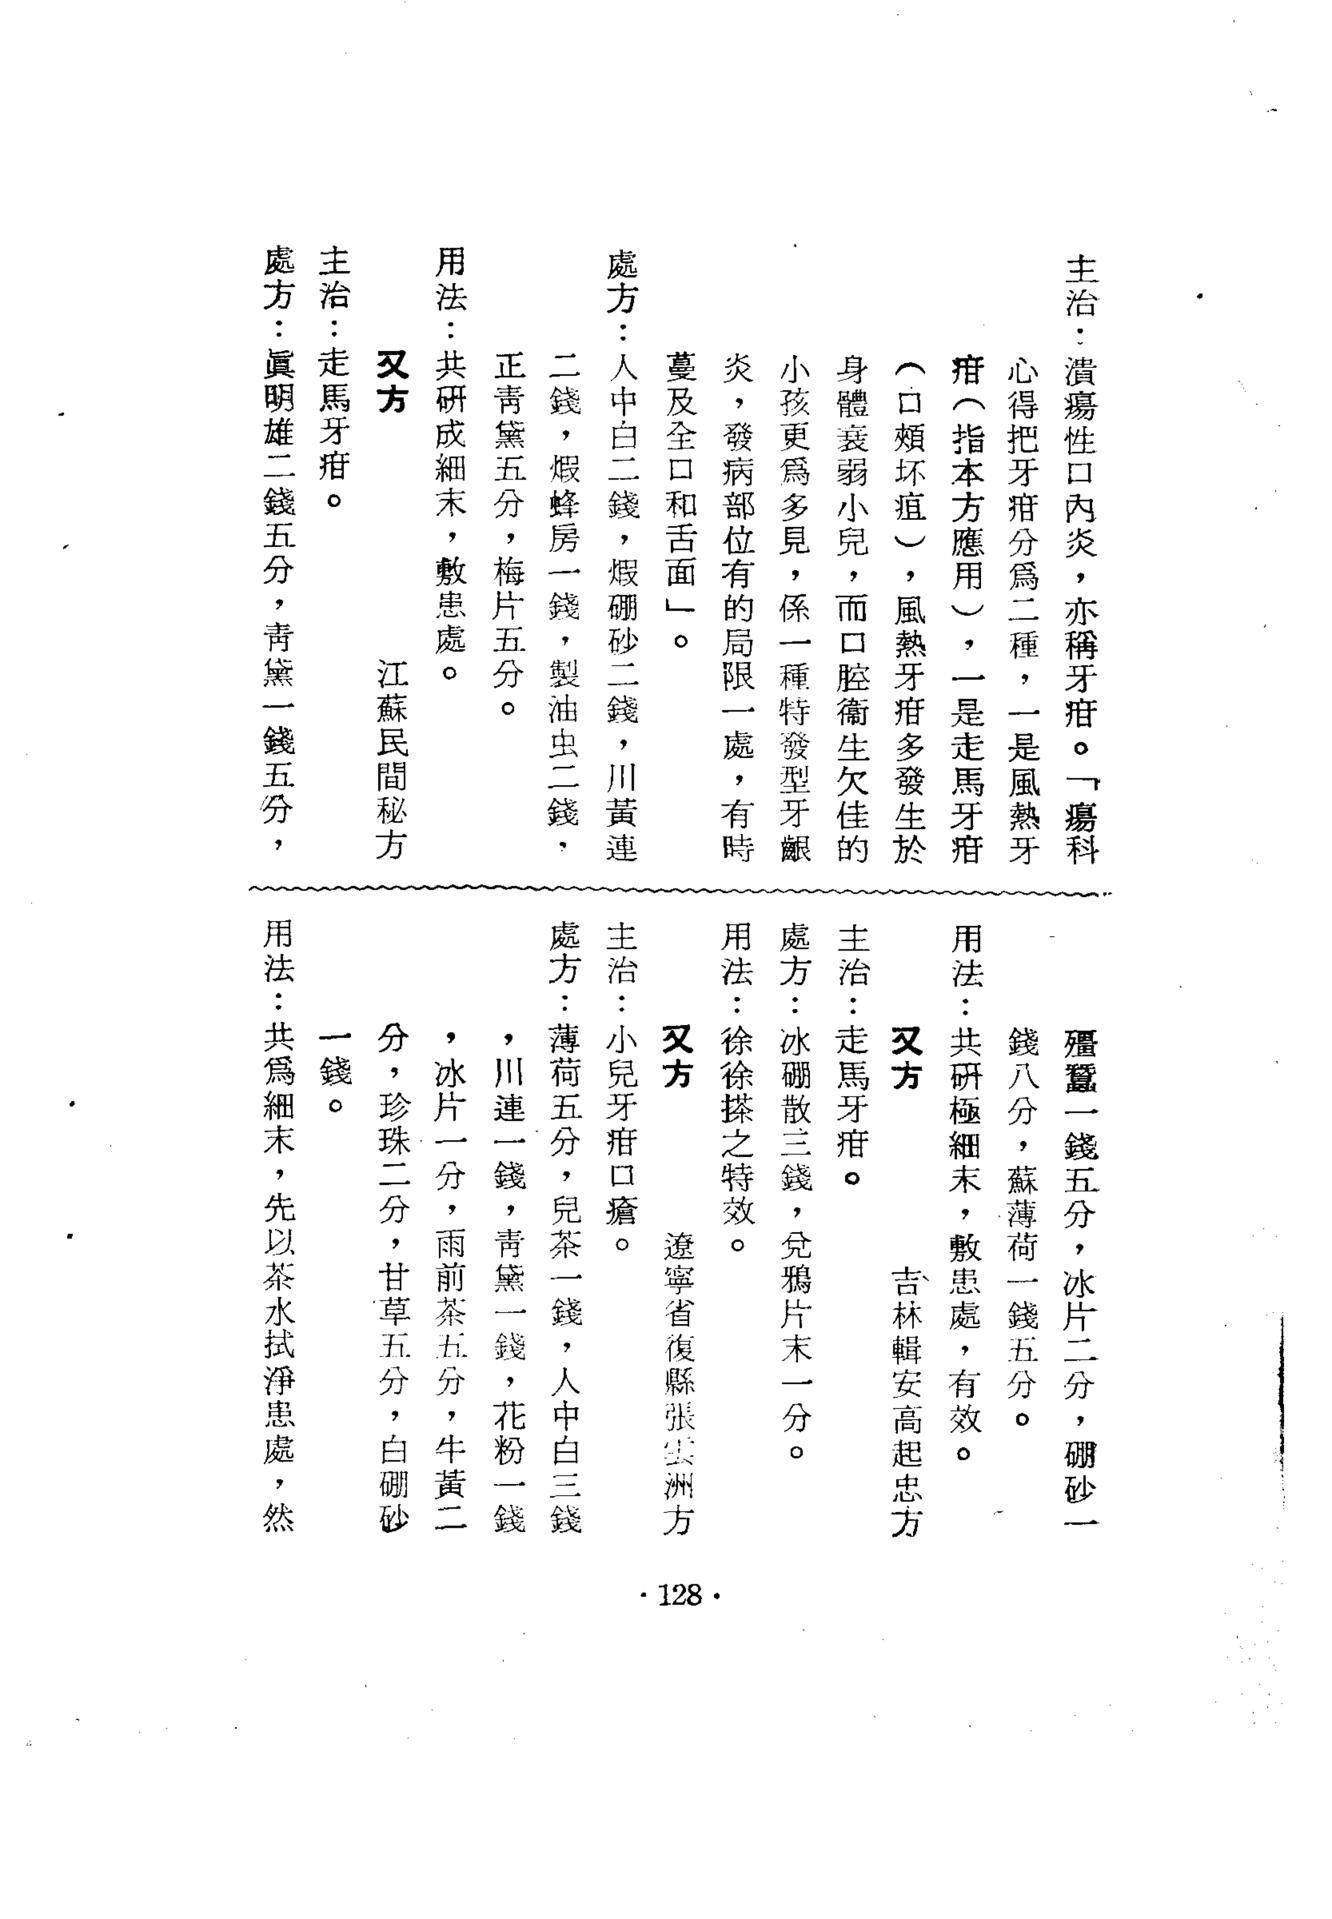 主治：潰瘍性口內炎，亦稱牙疳。「瘍科
心得把牙疳分爲二種，一是風熱牙
疳（指本方應用），一是走馬牙疳
（口頰坏疽），風熱牙疳多發生於
身體衰弱小兒，而口腔衞生欠佳的
小孩更爲多見，係一種特發型牙齦
炎，發病部位有的局限一處，有時
蔓及全口和舌面」。
處方：人中白二錢，煆硼砂二錢，川黃連
二錢，煆蜂房一錢，製油虫二錢，
正靑黛五分，梅片五分。
用法：共研成細末，敷患處。
又方　江蘇民間秘方
主治：走馬牙疳。
處方：眞明雄二錢五分，靑黛一錢五分，
殭蠶一錢五分，冰片二分，硼砂一
錢八分，蘇薄荷一錢五分。
用法：共研極細末，敷患處，有效。
又方　吉林輯安高起忠方
主治：走馬牙疳。
處方：冰硼散三錢，兌鴉片末一分。
用法：徐徐搽之特效。
又方　遼寧省復縣張雲洲方
主治：小兒牙疳口瘡。
處方：薄荷五分，兒茶一錢，人中白三錢
，川連一錢，靑黛一錢，花粉一錢
，冰片一分，雨前茶五分，牛黃二
分，珍珠二分，甘草五分，白硼砂
一錢。
用法：共爲細末，先以茶水拭淨患處，然
·128·